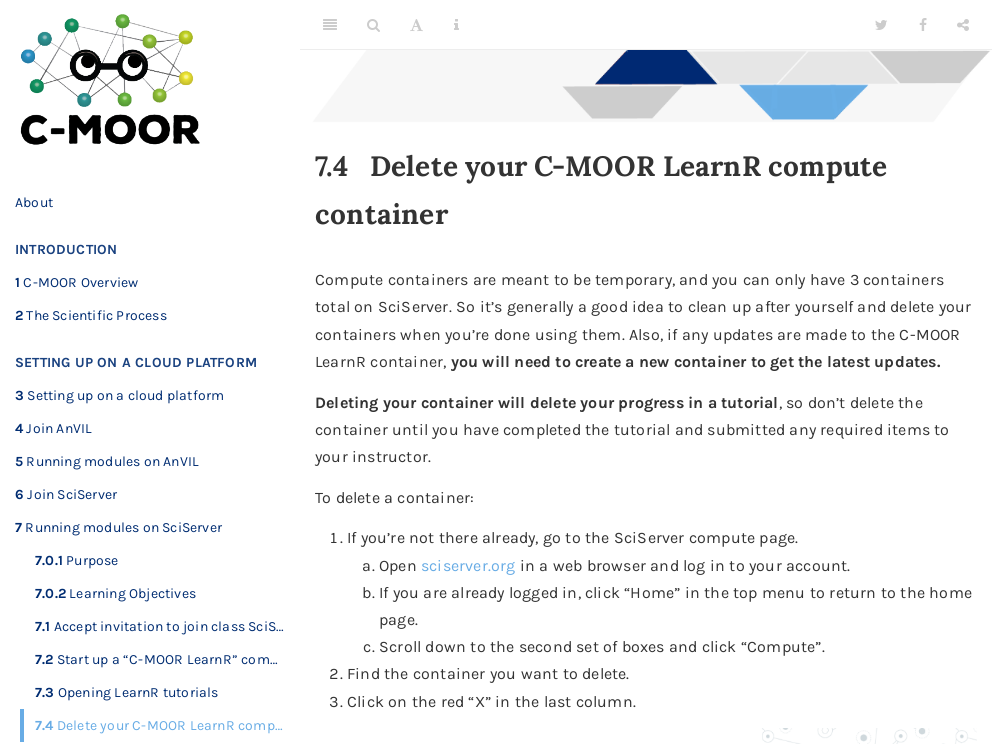 C-MOOR
About
INTRODUCTION
1 C-MOOR Overview
2 The Scientific Process
SETTING UP ON A CLOUD PLATFORM
3 Setting up on a cloud platform
4 Join AnVIL
5 Running modules on AnVIL
6 Join SciServer
7 Running modules on SciServer
7.0.1 Purpose
7.0.2 Learning Objectives
7.1 Accept invitation to join class SciS…
7.2 Start up a “C-MOOR LearnR” com…
7.3 Opening LearnR tutorials
7.4 Delete your C-MOOR LearnR comp…
7.4 Delete your C-MOOR LearnR compute
container
Compute containers are meant to be temporary, and you can only have 3 containers
total on SciServer. So it’s generally a good idea to clean up after yourself and delete your
containers when you’re done using them. Also, if any updates are made to the C-MOOR
LearnR container, you will need to create a new container to get the latest updates.
Deleting your container will delete your progress in a tutorial, so don’t delete the
container until you have completed the tutorial and submitted any required items to
your instructor.
To delete a container:
1. If you’re not there already, go to the SciServer compute page.
a. Open sciserver.org in a web browser and log in to your account.
b. If you are already logged in, click “Home” in the top menu to return to the home
page.
c. Scroll down to the second set of boxes and click “Compute”.
2. Find the container you want to delete.
3. Click on the red “X” in the last column.